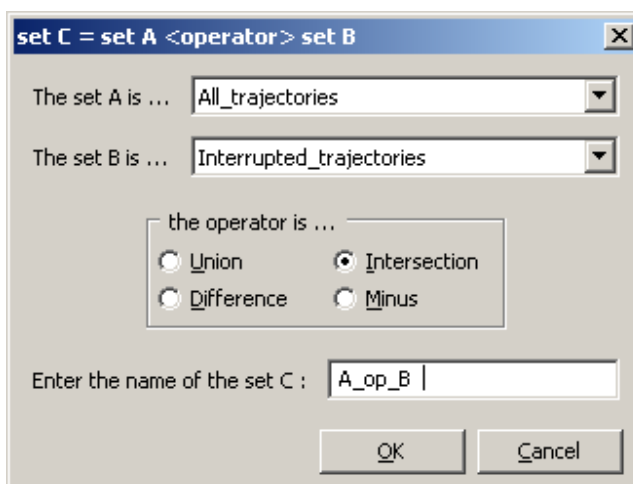 set C = set A <operator> set B
The set A is ... All_trajectories
The set B is ... Interrupted_trajectories
the operator is ...
Union Intersection
Difference Minus
Enter the name of the set C : A_op_B
OK Cancel